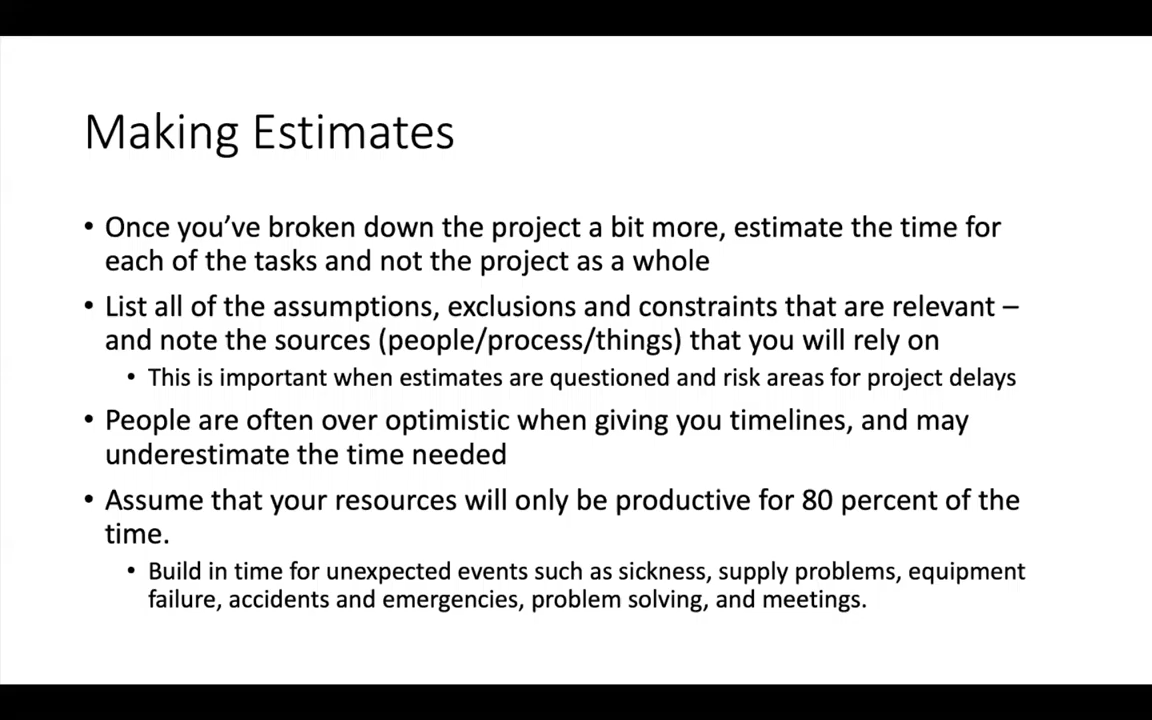 Making Estimates
• Once you’ve broken down the project a bit more, estimate the time for
each of the tasks and not the project as a whole
• List all of the assumptions, exclusions and constraints that are relevant –
and note the sources (people/process/things) that you will rely on
• This is important when estimates are questioned and risk areas for project delays
• People are often over optimistic when giving you timelines, and may
underestimate the time needed
• Assume that your resources will only be productive for 80 percent of the
time.
• Build in time for unexpected events such as sickness, supply problems, equipment
failure, accidents and emergencies, problem solving, and meetings.